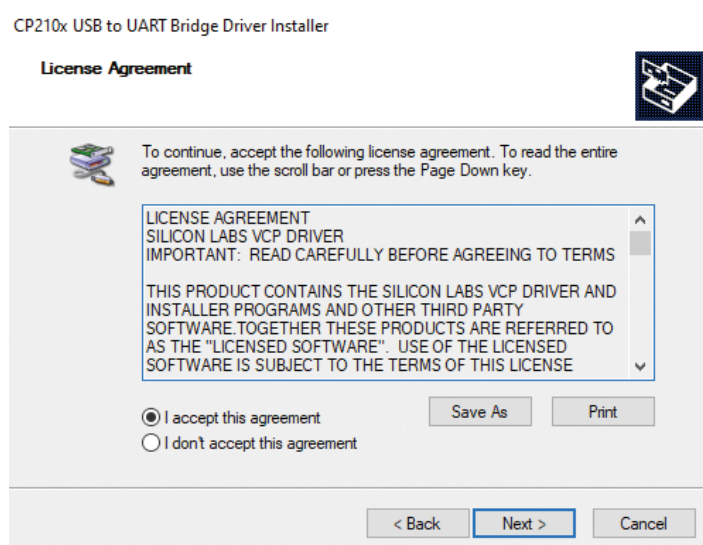 CP210x USB to UART Bridge Driver Installer
License Agreement
To continue, accept the following license agreement. To read the entire
agreement, use the scroll bar or press the Page Down key.
LICENSE AGREEMENT
SILICON LABS VCP DRIVER
IMPORTANT:  READ CAREFULLY BEFORE AGREEING TO TERMS
THIS PRODUCT CONTAINS THE SILICON LABS VCP DRIVER AND
INSTALLER PROGRAMS AND OTHER THIRD PARTY
SOFTWARE.TOGETHER THESE PRODUCTS ARE REFERRED TO
AS THE "LICENSED SOFTWARE".  USE OF THE LICENSED
SOFTWARE IS SUBJECT TO THE TERMS OF THIS LICENSE
I accept this agreement
Save As
Print
I don't accept this agreement
< Back
Next >
Cancel